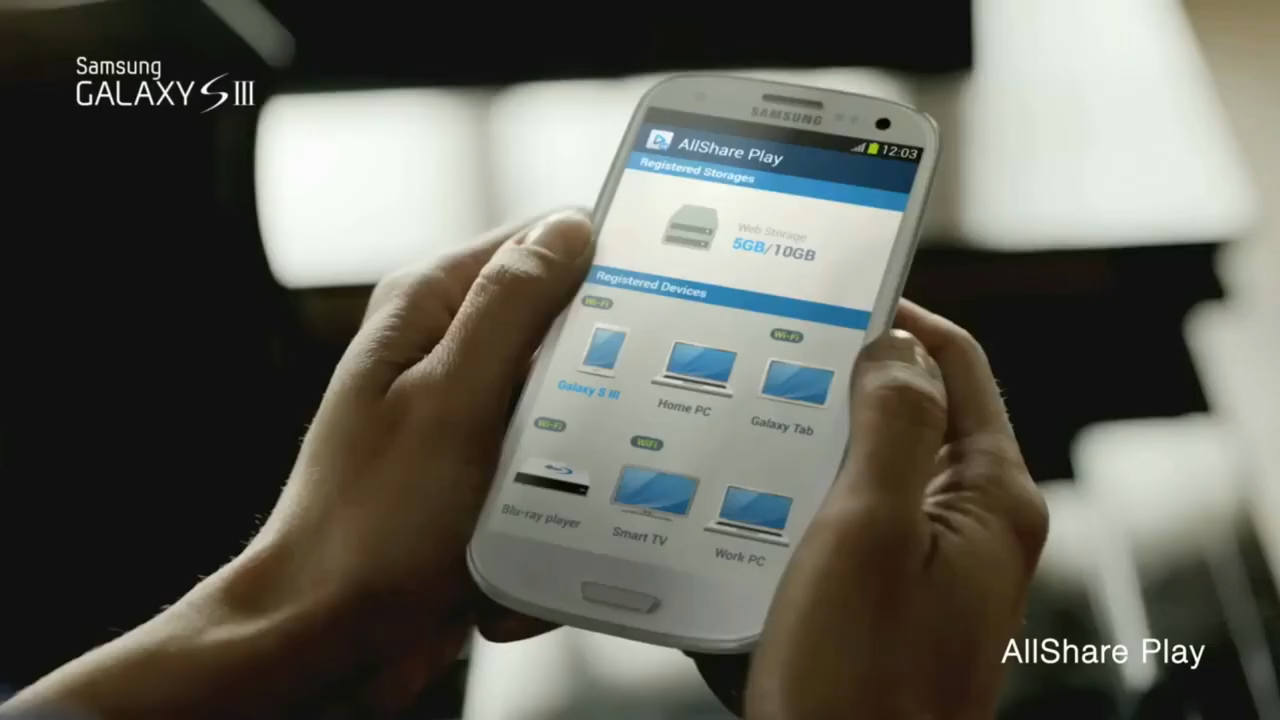 Samsung
GALAXY S III
SAMSUNG
12:03
AllShare Play
Registered Storages
Web Storage
5GB/10GB
Registered Devices
Wi-Fi
Wi-Fi
Galaxy S III
Home PC
Galaxy Tab
Wi-Fi
WiFi
Blu-ray player
Smart TV
Work PC
AllShare Play